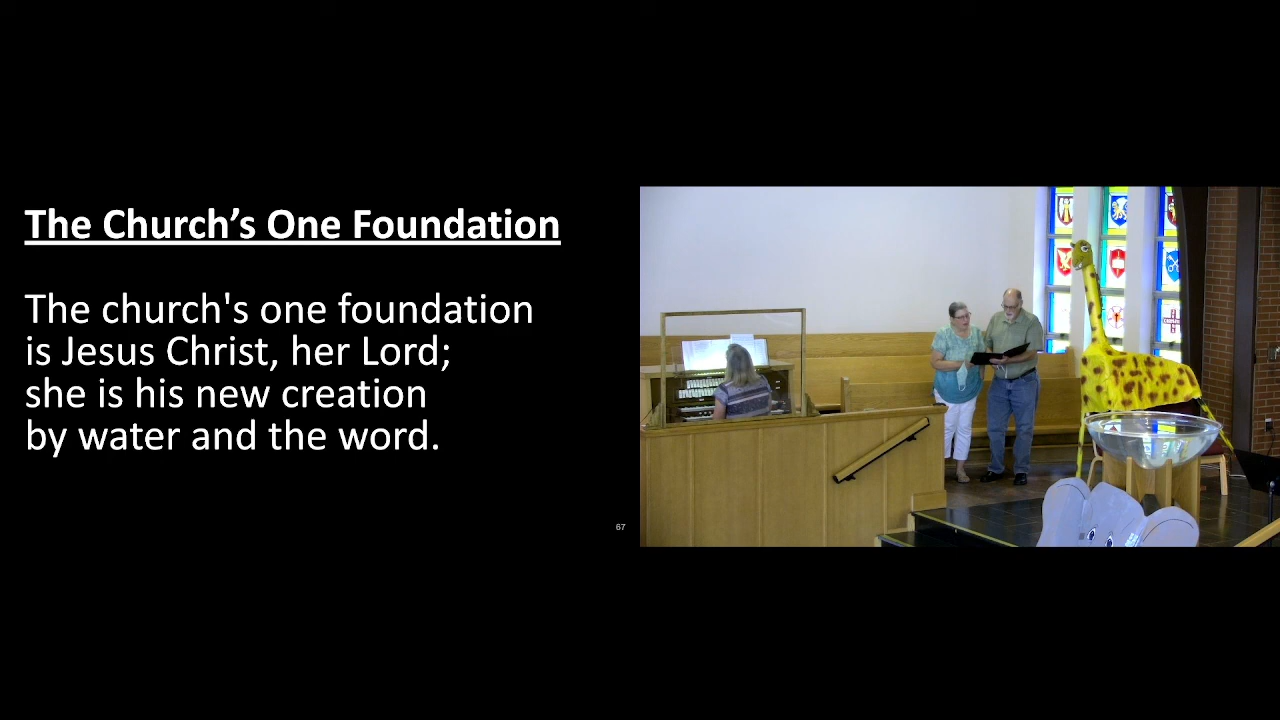 The Church’s One Foundation
The church's one foundation
is Jesus Christ, her Lord;
she is his new creation
by water and the word.
67